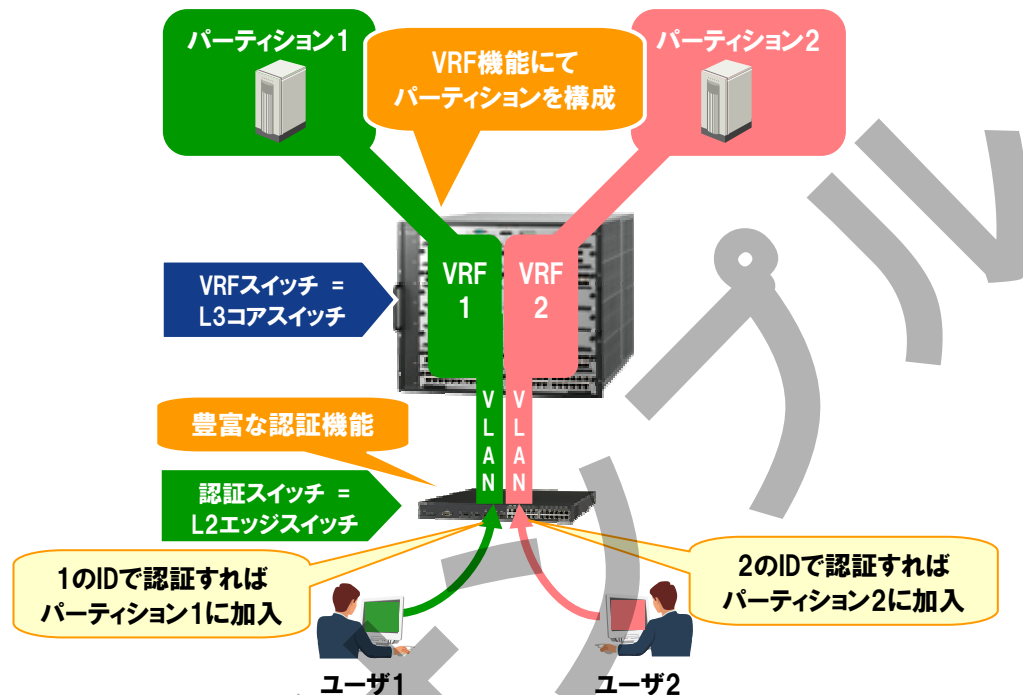 パーティション1
パーティション2
VRF機能にて
パーティションを構成
VRF
1
VRF
2
VRFスイッチ =
L3コアスイッチ
VLAN
VLAN
豊富な認証機能
認証スイッチ =
L2エッジスイッチ
1のIDで認証すれば
パーティション1に加入
2のIDで認証すれば
パーティション2に加入
ユーザ1
ユーザ2
サンプル